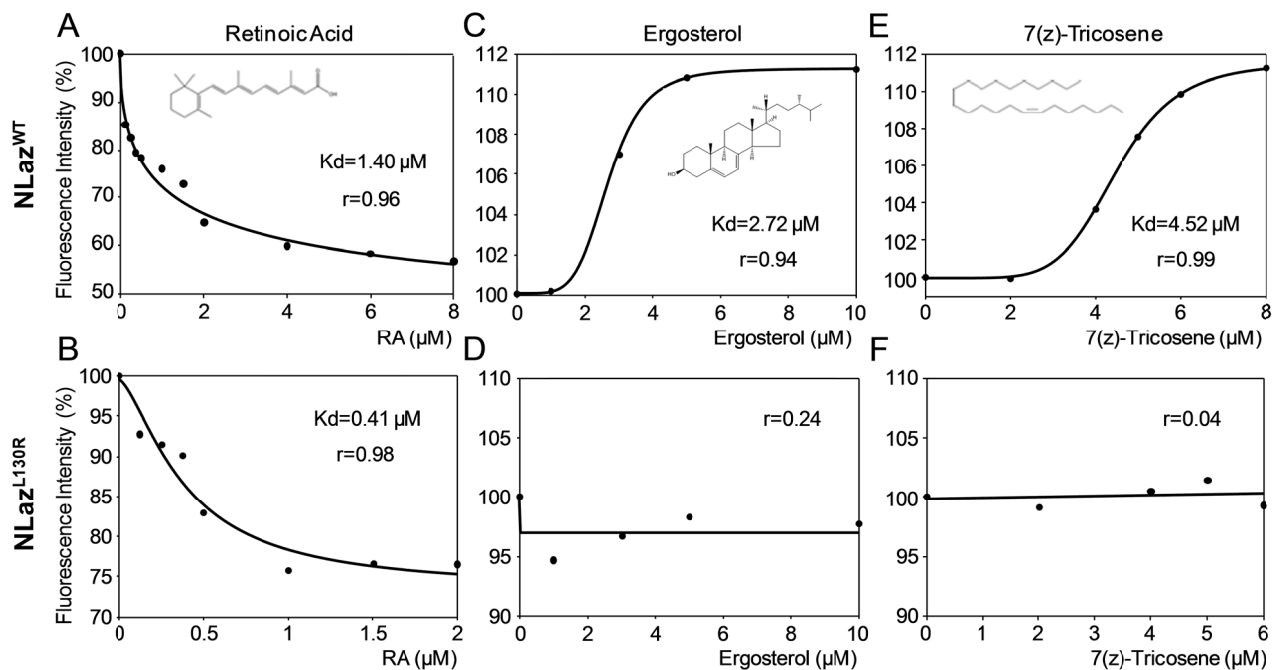 A
Retinoic Acid
C
Ergosterol
E
7(z)-Tricosene
NLazWT
Fluorescence Intensity (%)
100
90
80
70
60
50
0
2
4
6
8
RA (µM)
Kd=1.40 µM
r=0.96
OH
O
112
110
108
106
104
102
100
0
2
4
6
8
10
Ergosterol (µM)
Kd=2.72 µM
r=0.94
HO
H
H
H
H
112
110
108
106
104
102
100
0
2
4
6
8
7(z)-Tricosene (µM)
Kd=4.52 µM
r=0.99
B
D
F
NLazL130R
Fluorescence Intensity (%)
100
95
90
85
80
75
70
0
0.5
1
1.5
2
RA (µM)
Kd=0.41 µM
r=0.98
110
105
100
95
90
0
2
4
6
8
10
Ergosterol (µM)
r=0.24
110
105
100
95
90
0
1
2
3
4
5
6
7(z)-Tricosene (µM)
r=0.04